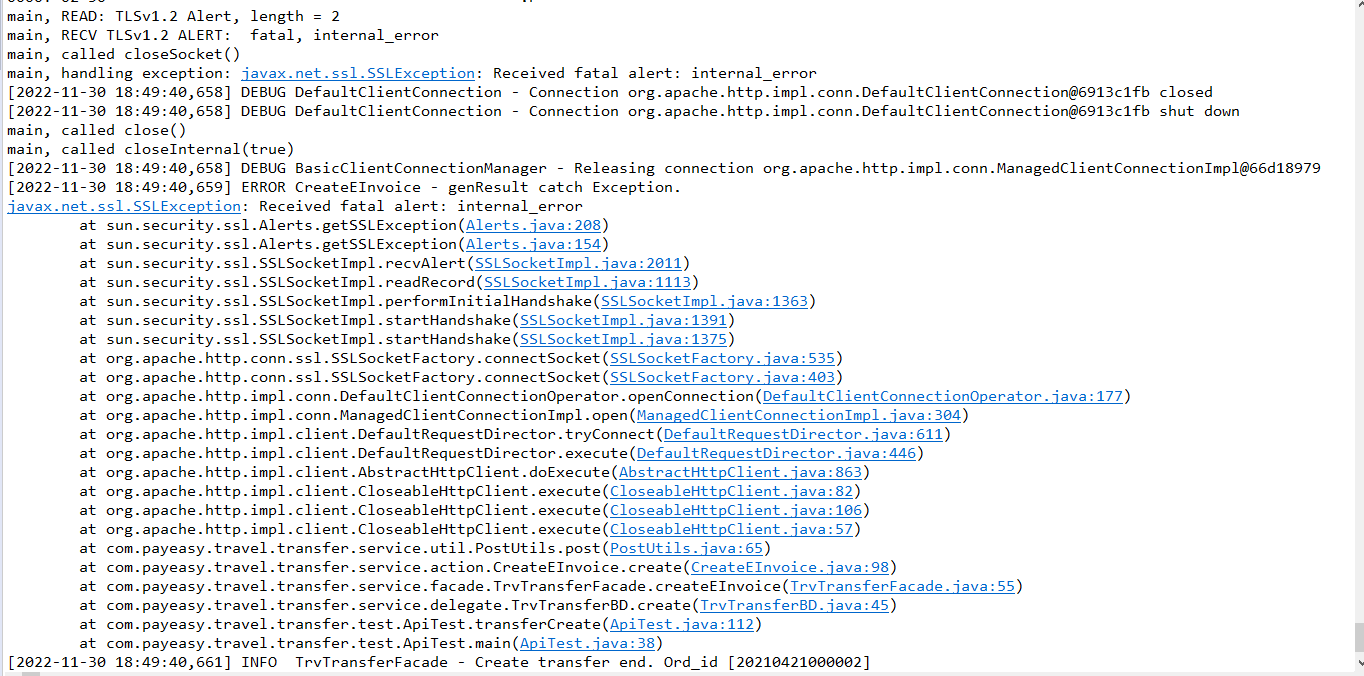 main, READ: TLSv1.2 Alert, length = 2
main, RECV TLSv1.2 ALERT:  fatal, internal_error
main, called closeSocket()
main, handling exception: javax.net.ssl.SSLException: Received fatal alert: internal_error
[2022-11-30 18:49:40,658] DEBUG DefaultClientConnection - Connection org.apache.http.impl.conn.DefaultClientConnection@6913c1fb closed
[2022-11-30 18:49:40,658] DEBUG DefaultClientConnection - Connection org.apache.http.impl.conn.DefaultClientConnection@6913c1fb shut down
main, called close()
main, called closeInternal(true)
[2022-11-30 18:49:40,658] DEBUG BasicClientConnectionManager - Releasing connection org.apache.http.impl.conn.ManagedClientConnectionImpl@66d18979
[2022-11-30 18:49:40,659] ERROR CreateEInvoice - genResult catch Exception.
javax.net.ssl.SSLException: Received fatal alert: internal_error
at sun.security.ssl.Alerts.getSSLException(Alerts.java:208)
at sun.security.ssl.Alerts.getSSLException(Alerts.java:154)
at sun.security.ssl.SSLSocketImpl.recvAlert(SSLSocketImpl.java:2011)
at sun.security.ssl.SSLSocketImpl.readRecord(SSLSocketImpl.java:1113)
at sun.security.ssl.SSLSocketImpl.performInitialHandshake(SSLSocketImpl.java:1363)
at sun.security.ssl.SSLSocketImpl.startHandshake(SSLSocketImpl.java:1391)
at sun.security.ssl.SSLSocketImpl.startHandshake(SSLSocketImpl.java:1375)
at org.apache.http.conn.ssl.SSLSocketFactory.connectSocket(SSLSocketFactory.java:535)
at org.apache.http.conn.ssl.SSLSocketFactory.connectSocket(SSLSocketFactory.java:403)
at org.apache.http.impl.conn.DefaultClientConnectionOperator.openConnection(DefaultClientConnectionOperator.java:177)
at org.apache.http.impl.conn.ManagedClientConnectionImpl.open(ManagedClientConnectionImpl.java:304)
at org.apache.http.impl.client.DefaultRequestDirector.tryConnect(DefaultRequestDirector.java:611)
at org.apache.http.impl.client.DefaultRequestDirector.execute(DefaultRequestDirector.java:446)
at org.apache.http.impl.client.AbstractHttpClient.doExecute(AbstractHttpClient.java:863)
at org.apache.http.impl.client.CloseableHttpClient.execute(CloseableHttpClient.java:82)
at org.apache.http.impl.client.CloseableHttpClient.execute(CloseableHttpClient.java:106)
at org.apache.http.impl.client.CloseableHttpClient.execute(CloseableHttpClient.java:57)
at com.payeasy.travel.transfer.service.util.PostUtils.post(PostUtils.java:65)
at com.payeasy.travel.transfer.service.action.CreateEInvoice.create(CreateEInvoice.java:98)
at com.payeasy.travel.transfer.service.facade.TrvTransferFacade.createEInvoice(TrvTransferFacade.java:55)
at com.payeasy.travel.transfer.service.delegate.TrvTransferBD.create(TrvTransferBD.java:45)
at com.payeasy.travel.transfer.test.ApiTest.transferCreate(ApiTest.java:112)
at com.payeasy.travel.transfer.test.ApiTest.main(ApiTest.java:38)
[2022-11-30 18:49:40,661] INFO  TrvTransferFacade - Create transfer end. Ord_id [20210421000002]